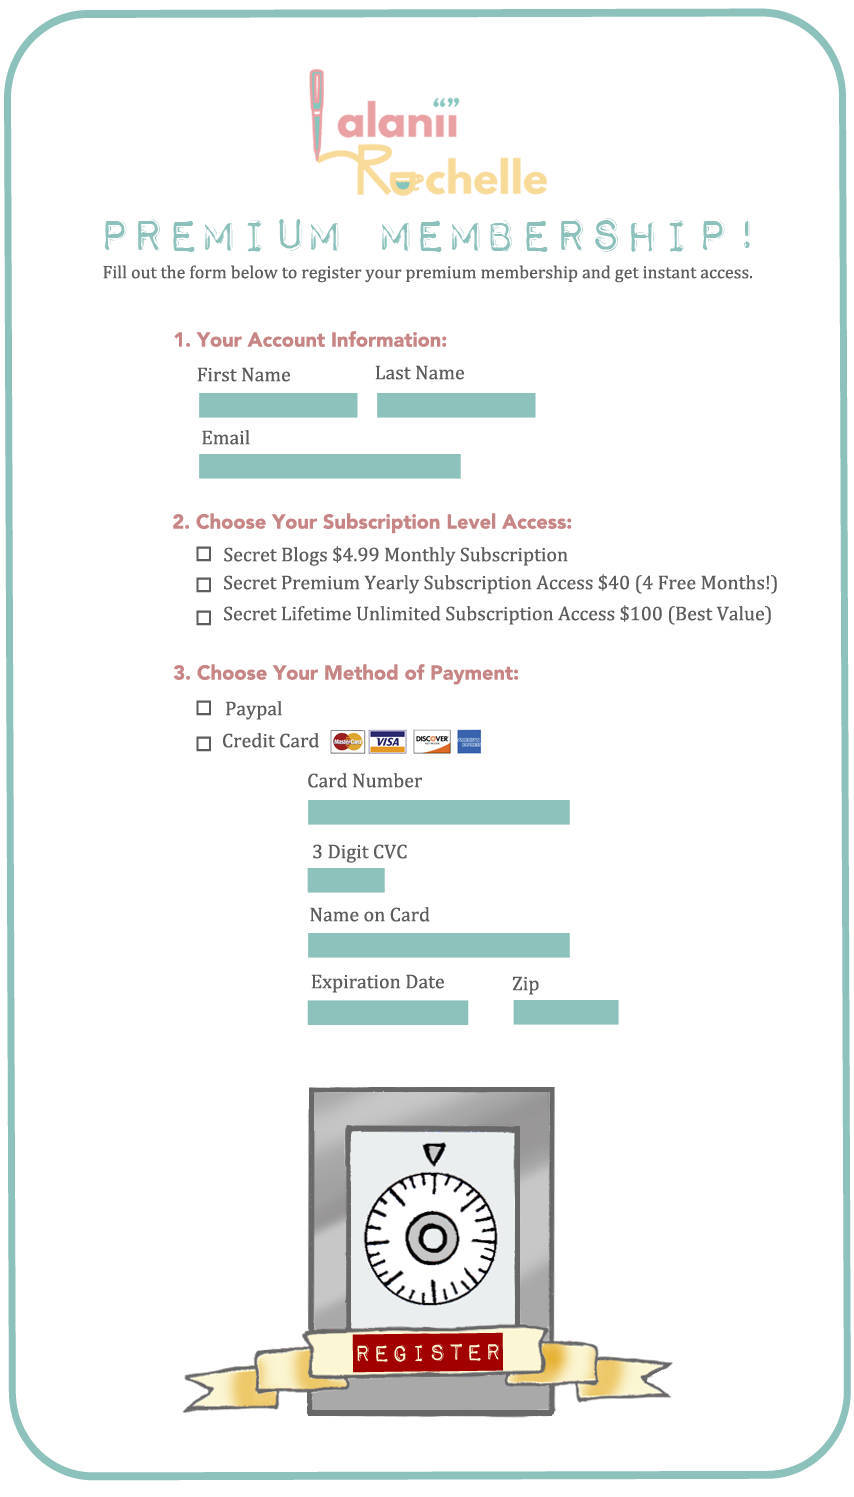 lalanii
Rochelle
PREMIUM MEMBERSHIP!
Fill out the form below to register your premium membership and get instant access.
1. Your Account Information:
First Name Last Name
Email
2. Choose Your Subscription Level Access:
Secret Blogs $4.99 Monthly Subscription
Secret Premium Yearly Subscription Access $40 (4 Free Months!)
Secret Lifetime Unlimited Subscription Access $100 (Best Value)
3. Choose Your Method of Payment:
Paypal
Credit Card MasterCard VISA DISCOVER
Card Number
3 Digit CVC
Name on Card
Expiration Date Zip
REGISTER